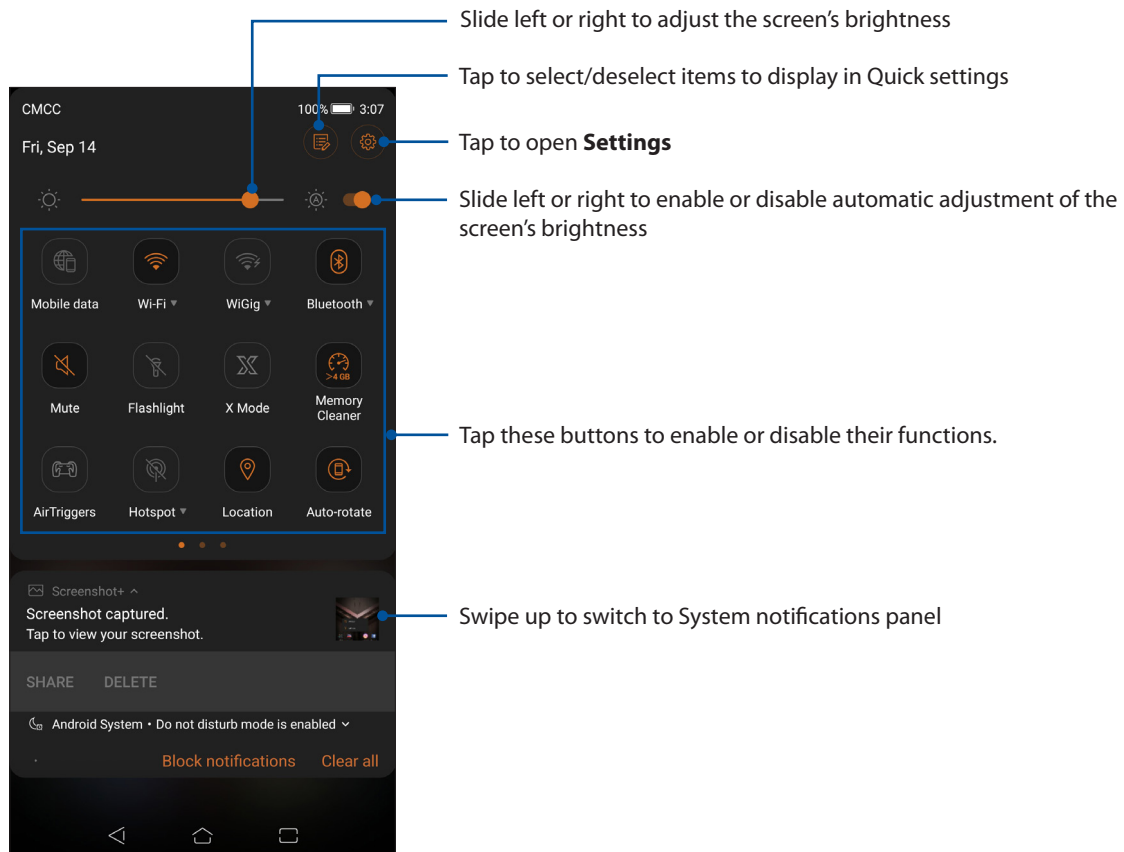 Slide left or right to adjust the screen's brightness
Tap to select/deselect items to display in Quick settings
CMCC 100% 3:07
Fri, Sep 14
Tap to open Settings
A
Slide left or right to enable or disable automatic adjustment of the
screen's brightness
Mobile data Wi-Fi WiGig Bluetooth
>4 GB
Mute Flashlight X Mode Memory
Cleaner
Tap these buttons to enable or disable their functions.
AirTriggers Hotspot Location Auto-rotate
Screenshot+
Screenshot captured.
Tap to view your screenshot.
Swipe up to switch to System notifications panel
SHARE DELETE
Android System • Do not disturb mode is enabled
Block notifications Clear all